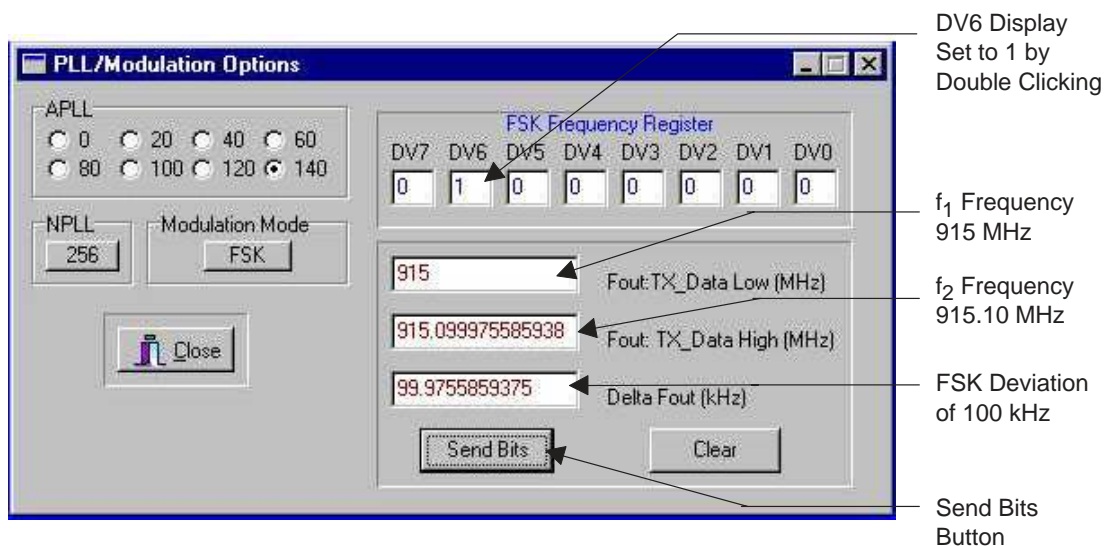 PLL/Modulation Options
APLL
0 20 40 60
80 100 120 140
NPLL
256
Modulation Mode
FSK
Close
FSK Frequency Register
DV7 DV6 DV5 DV4 DV3 DV2 DV1 DV0
0 1 0 0 0 0 0 0
915
Fout:TX_Data Low (MHz)
915.099975585938
Fout: TX_Data High (MHz)
99.9755859375
Delta Fout (kHz)
Send Bits
Clear
DV6 Display
Set to 1 by
Double Clicking
f1 Frequency
915 MHz
f2 Frequency
915.10 MHz
FSK Deviation
of 100 kHz
Send Bits
Button